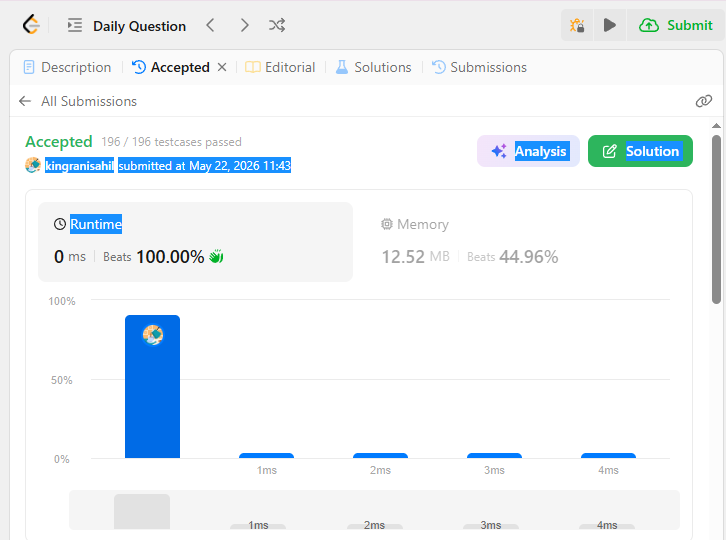 Daily Question
Submit
Description
Accepted
Editorial
Solutions
Submissions
All Submissions
Accepted 196 / 196 testcases passed
kingranisahil submitted at May 22, 2026 11:43
Analysis
Solution
Runtime
0 ms Beats 100.00%
Memory
12.52 MB Beats 44.96%
100%
50%
0%
1ms 2ms 3ms 4ms
1ms 2ms 3ms 4ms